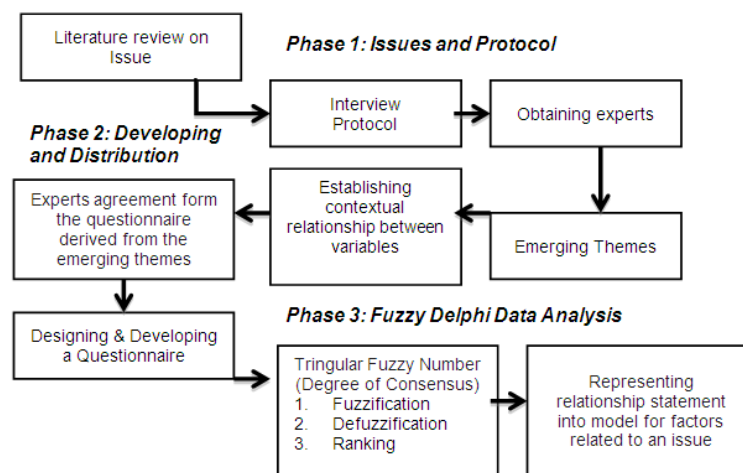 Literature review on
Issue
Phase 1: Issues and Protocol
Interview
Protocol
Obtaining experts
Phase 2: Developing
and Distribution
Emerging Themes
Establishing
contextual
relationship between
variables
Experts agreement form
the questionnaire
derived from the
emerging themes
Designing & Developing
a Questionnaire
Phase 3: Fuzzy Delphi Data Analysis
Tringular Fuzzy Number
(Degree of Consensus)
1. Fuzzification
2. Defuzzification
3. Ranking
Representing
relationship statement
into model for factors
related to an issue